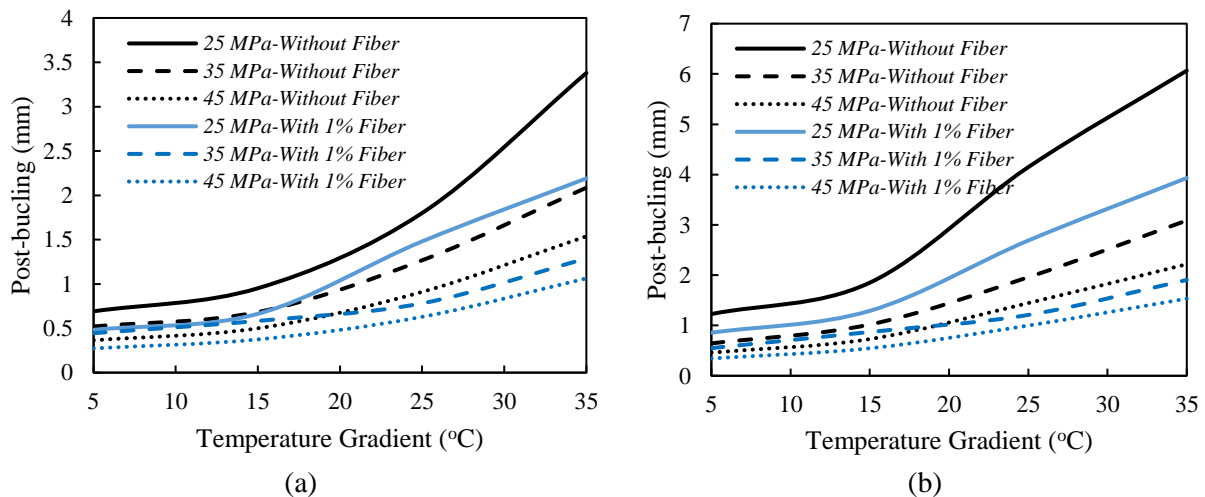 4
3.5
3
2.5
2
1.5
1
0.5
0
Post-bucling (mm)
25 MPa-Without Fiber
35 MPa-Without Fiber
45 MPa-Without Fiber
25 MPa-With 1% Fiber
35 MPa-With 1% Fiber
45 MPa-With 1% Fiber
5 10 15 20 25 30 35
Temperature Gradient (°C)
(a)
7
6
5
4
3
2
1
0
Post-bucling (mm)
25 MPa-Without Fiber
35 MPa-Without Fiber
45 MPa-Without Fiber
25 MPa-With 1% Fiber
35 MPa-With 1% Fiber
45 MPa-With 1% Fiber
5 10 15 20 25 30 35
Temperature Gradient (°C)
(b)